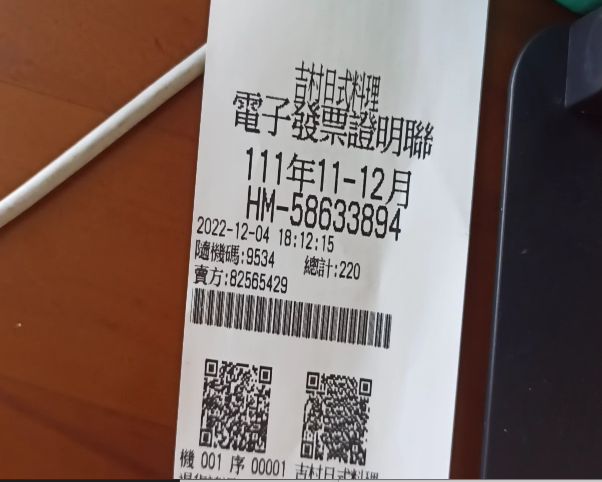 吉村日式料理
電子發票證明聯
111年11-12月
HM-58633894
2022-12-04 18:12:15
隨機碼:9534 總計:220
賣方:82565429
機 001 序 00001 吉村日式料理